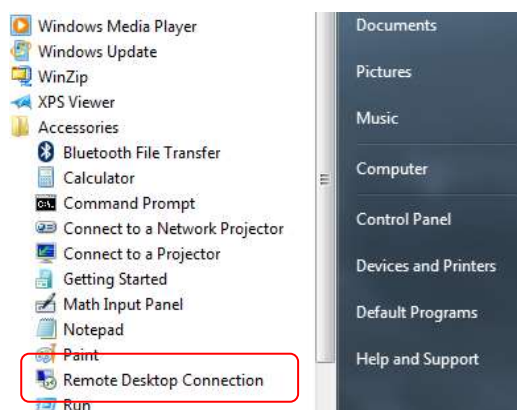 Windows Media Player
Windows Update
WinZip
XPS Viewer
Accessories
Bluetooth File Transfer
Calculator
Command Prompt
Connect to a Network Projector
Connect to a Projector
Getting Started
Math Input Panel
Notepad
Paint
Remote Desktop Connection
Run
Documents
Pictures
Music
Computer
Control Panel
Devices and Printers
Default Programs
Help and Support